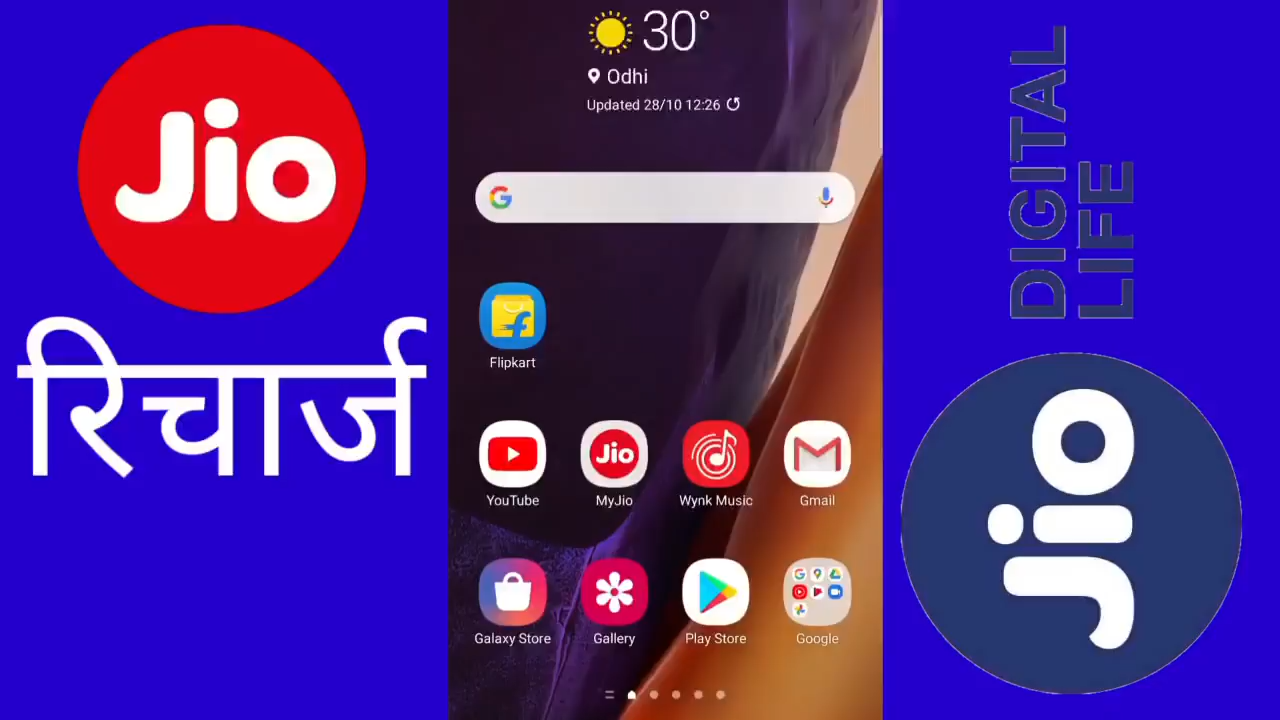 Jio
रिचार्ज
30°
Odhi
Updated 28/10 12:26
Flipkart
YouTube
Jio
MyJio
Wynk Music
Gmail
Galaxy Store
Gallery
Play Store
Google
DIGITAL
LIFE
Jio